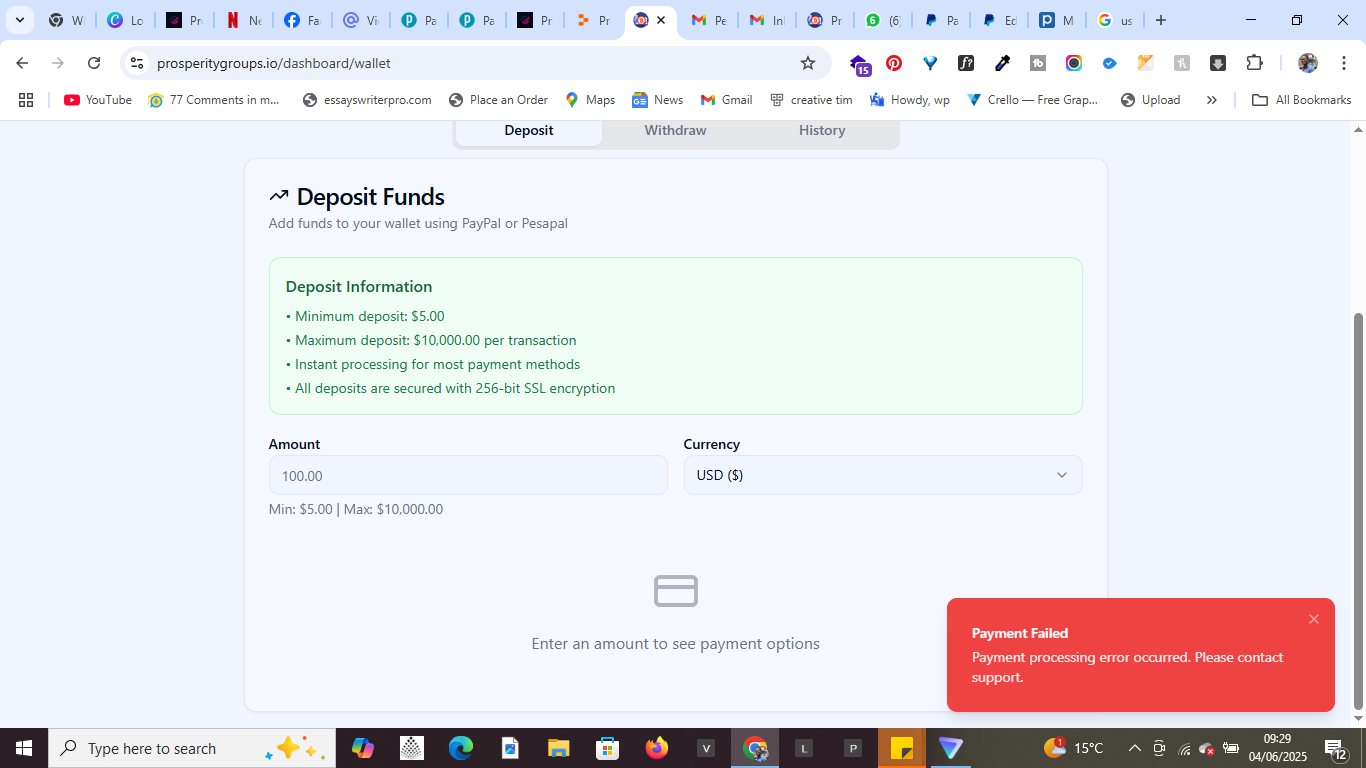 Wi
Lo
Pr
Ne
Fa
Vi
Pa
Pa
Pr
Pr
Pe
In
Pr
6
(6)
Pa
Ed
M
us
prosperitygroups.io/dashboard/wallet
15
f?
YouTube
77 Comments in m...
essayswriterpro.com
Place an Order
Maps
News
Gmail
creative tim
Howdy, wp
Crello — Free Grap...
Upload
All Bookmarks
Deposit
Withdraw
History
Deposit Funds
Add funds to your wallet using PayPal or Pesapal
Deposit Information
• Minimum deposit: $5.00
• Maximum deposit: $10,000.00 per transaction
• Instant processing for most payment methods
• All deposits are secured with 256-bit SSL encryption
Amount
Currency
100.00
USD ($)
Min: $5.00 | Max: $10,000.00
Enter an amount to see payment options
Payment Failed
Payment processing error occurred. Please contact
support.
Type here to search
V
L
P
1
15°C
09:29
04/06/2025
12